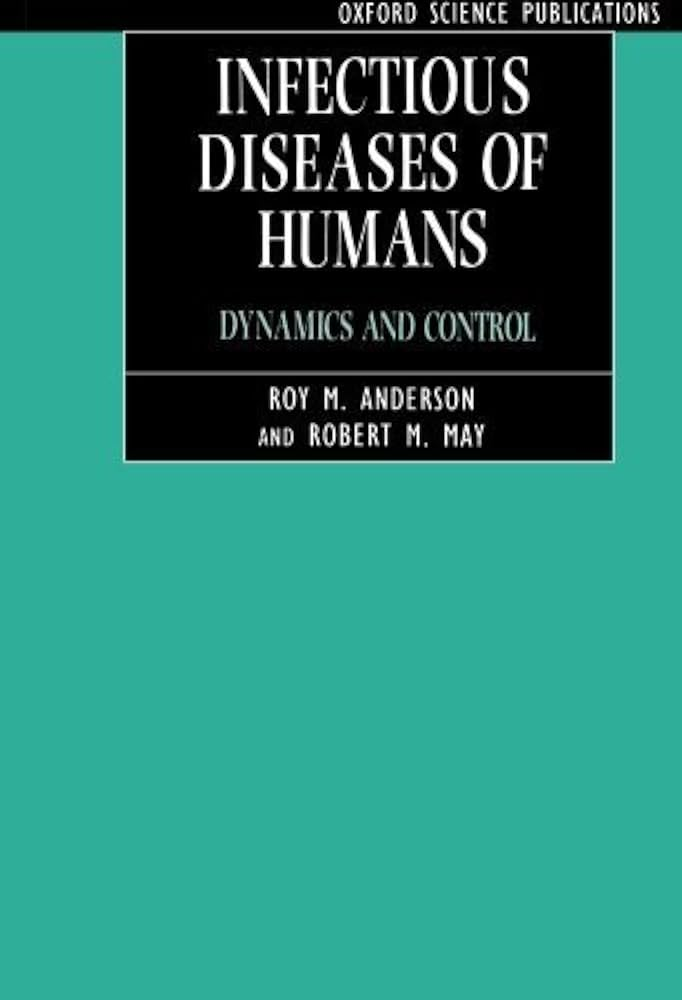 OXFORD SCIENCE PUBLICATIONS
INFECTIOUS
DISEASES OF
HUMANS
DYNAMICS AND CONTROL
ROY M. ANDERSON
AND ROBERT M. MAY